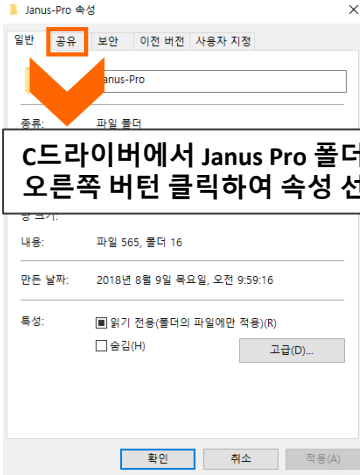 Janus-Pro 속성
일반 공유 보안 이전 버전 사용자 지정
Janus-Pro
종류: 파일 폴더
C드라이버에서 Janus Pro 폴더
오른쪽 버턴 클릭하여 속성 선
내용: 파일 565, 폴더 16
만든 날짜: 2018년 8월 9일 목요일, 오전 9:59:16
특성: 읽기 전용(폴더의 파일에만 적용)(R)
숨김(H)
고급(D)...
확인 취소 적용(A)